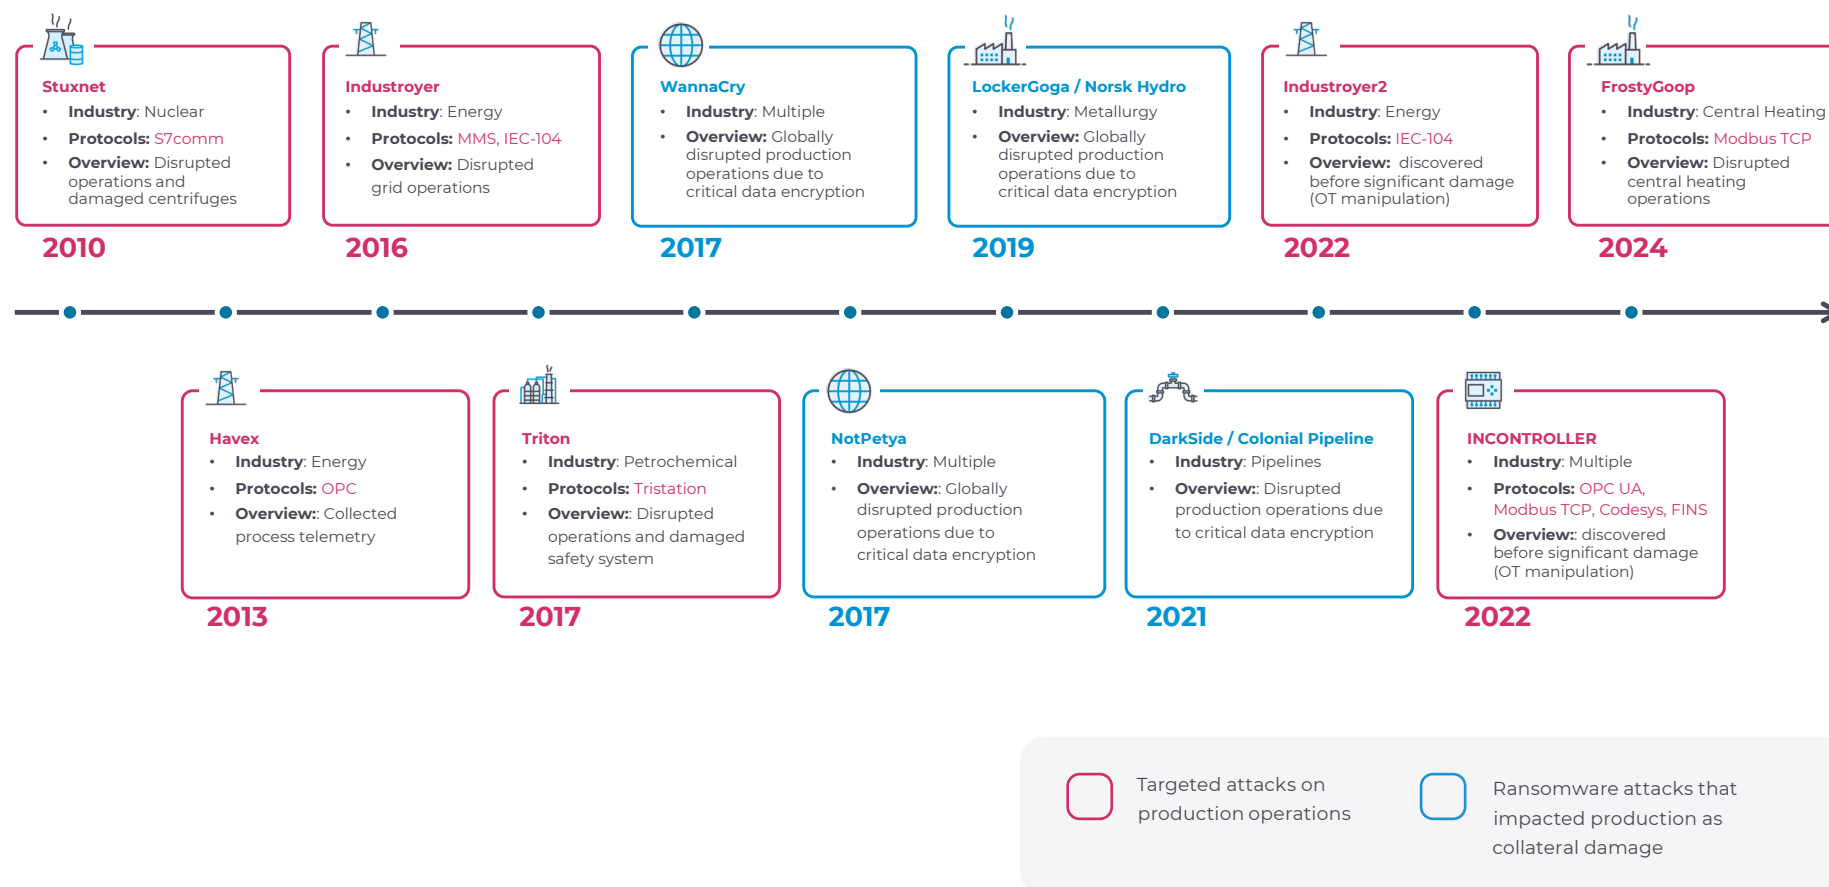 Stuxnet
• Industry: Nuclear
• Protocols: S7comm
• Overview: Disrupted
operations and
damaged centrifuges
2010
Industroyer
• Industry: Energy
• Protocols: MMS, IEC-104
• Overview: Disrupted
grid operations
2016
WannaCry
• Industry: Multiple
• Overview: Globally
disrupted production
operations due to
critical data encryption
2017
LockerGoga / Norsk Hydro
• Industry: Metallurgy
• Overview: Globally
disrupted production
operations due to
critical data encryption
2019
Industroyer2
• Industry: Energy
• Protocols: IEC-104
• Overview: discovered
before significant damage
(OT manipulation)
2022
FrostyGoop
• Industry: Central Heating
• Protocols: Modbus TCP
• Overview: Disrupted
central heating
operations
2024
Havex
• Industry: Energy
• Protocols: OPC
• Overview:: Collected
process telemetry
2013
Triton
• Industry: Petrochemical
• Protocols: Tristation
• Overview:: Disrupted
operations and damaged
safety system
2017
NotPetya
• Industry: Multiple
• Overview:: Globally
disrupted production
operations due to
critical data encryption
2017
DarkSide / Colonial Pipeline
• Industry: Pipelines
• Overview:: Disrupted
production operations due
to critical data encryption
2021
INCONTROLLER
• Industry: Multiple
• Protocols: OPC UA,
Modbus TCP, Codesys, FINS
• Overview:: discovered
before significant damage
(OT manipulation)
2022
Targeted attacks on
production operations
Ransomware attacks that
impacted production as
collateral damage